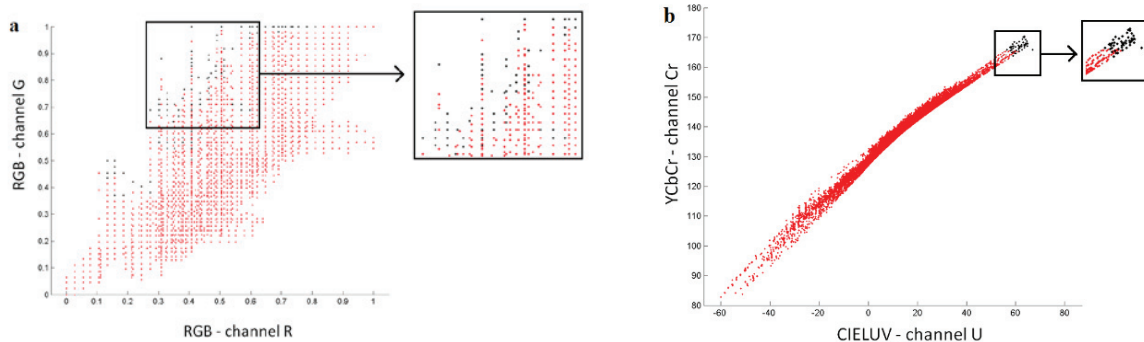 a
RGB - channel G
1
0.9
0.8
0.7
0.6
0.5
0.4
0.3
0.2
0.1
0
0 0.1 0.2 0.3 0.4 0.5 0.6 0.7 0.8 0.9 1
RGB - channel R
b
YCbCr - channel Cr
180
170
160
150
140
130
120
110
100
90
80
-60 -40 -20 0 20 40 60 80
CIELUV - channel U